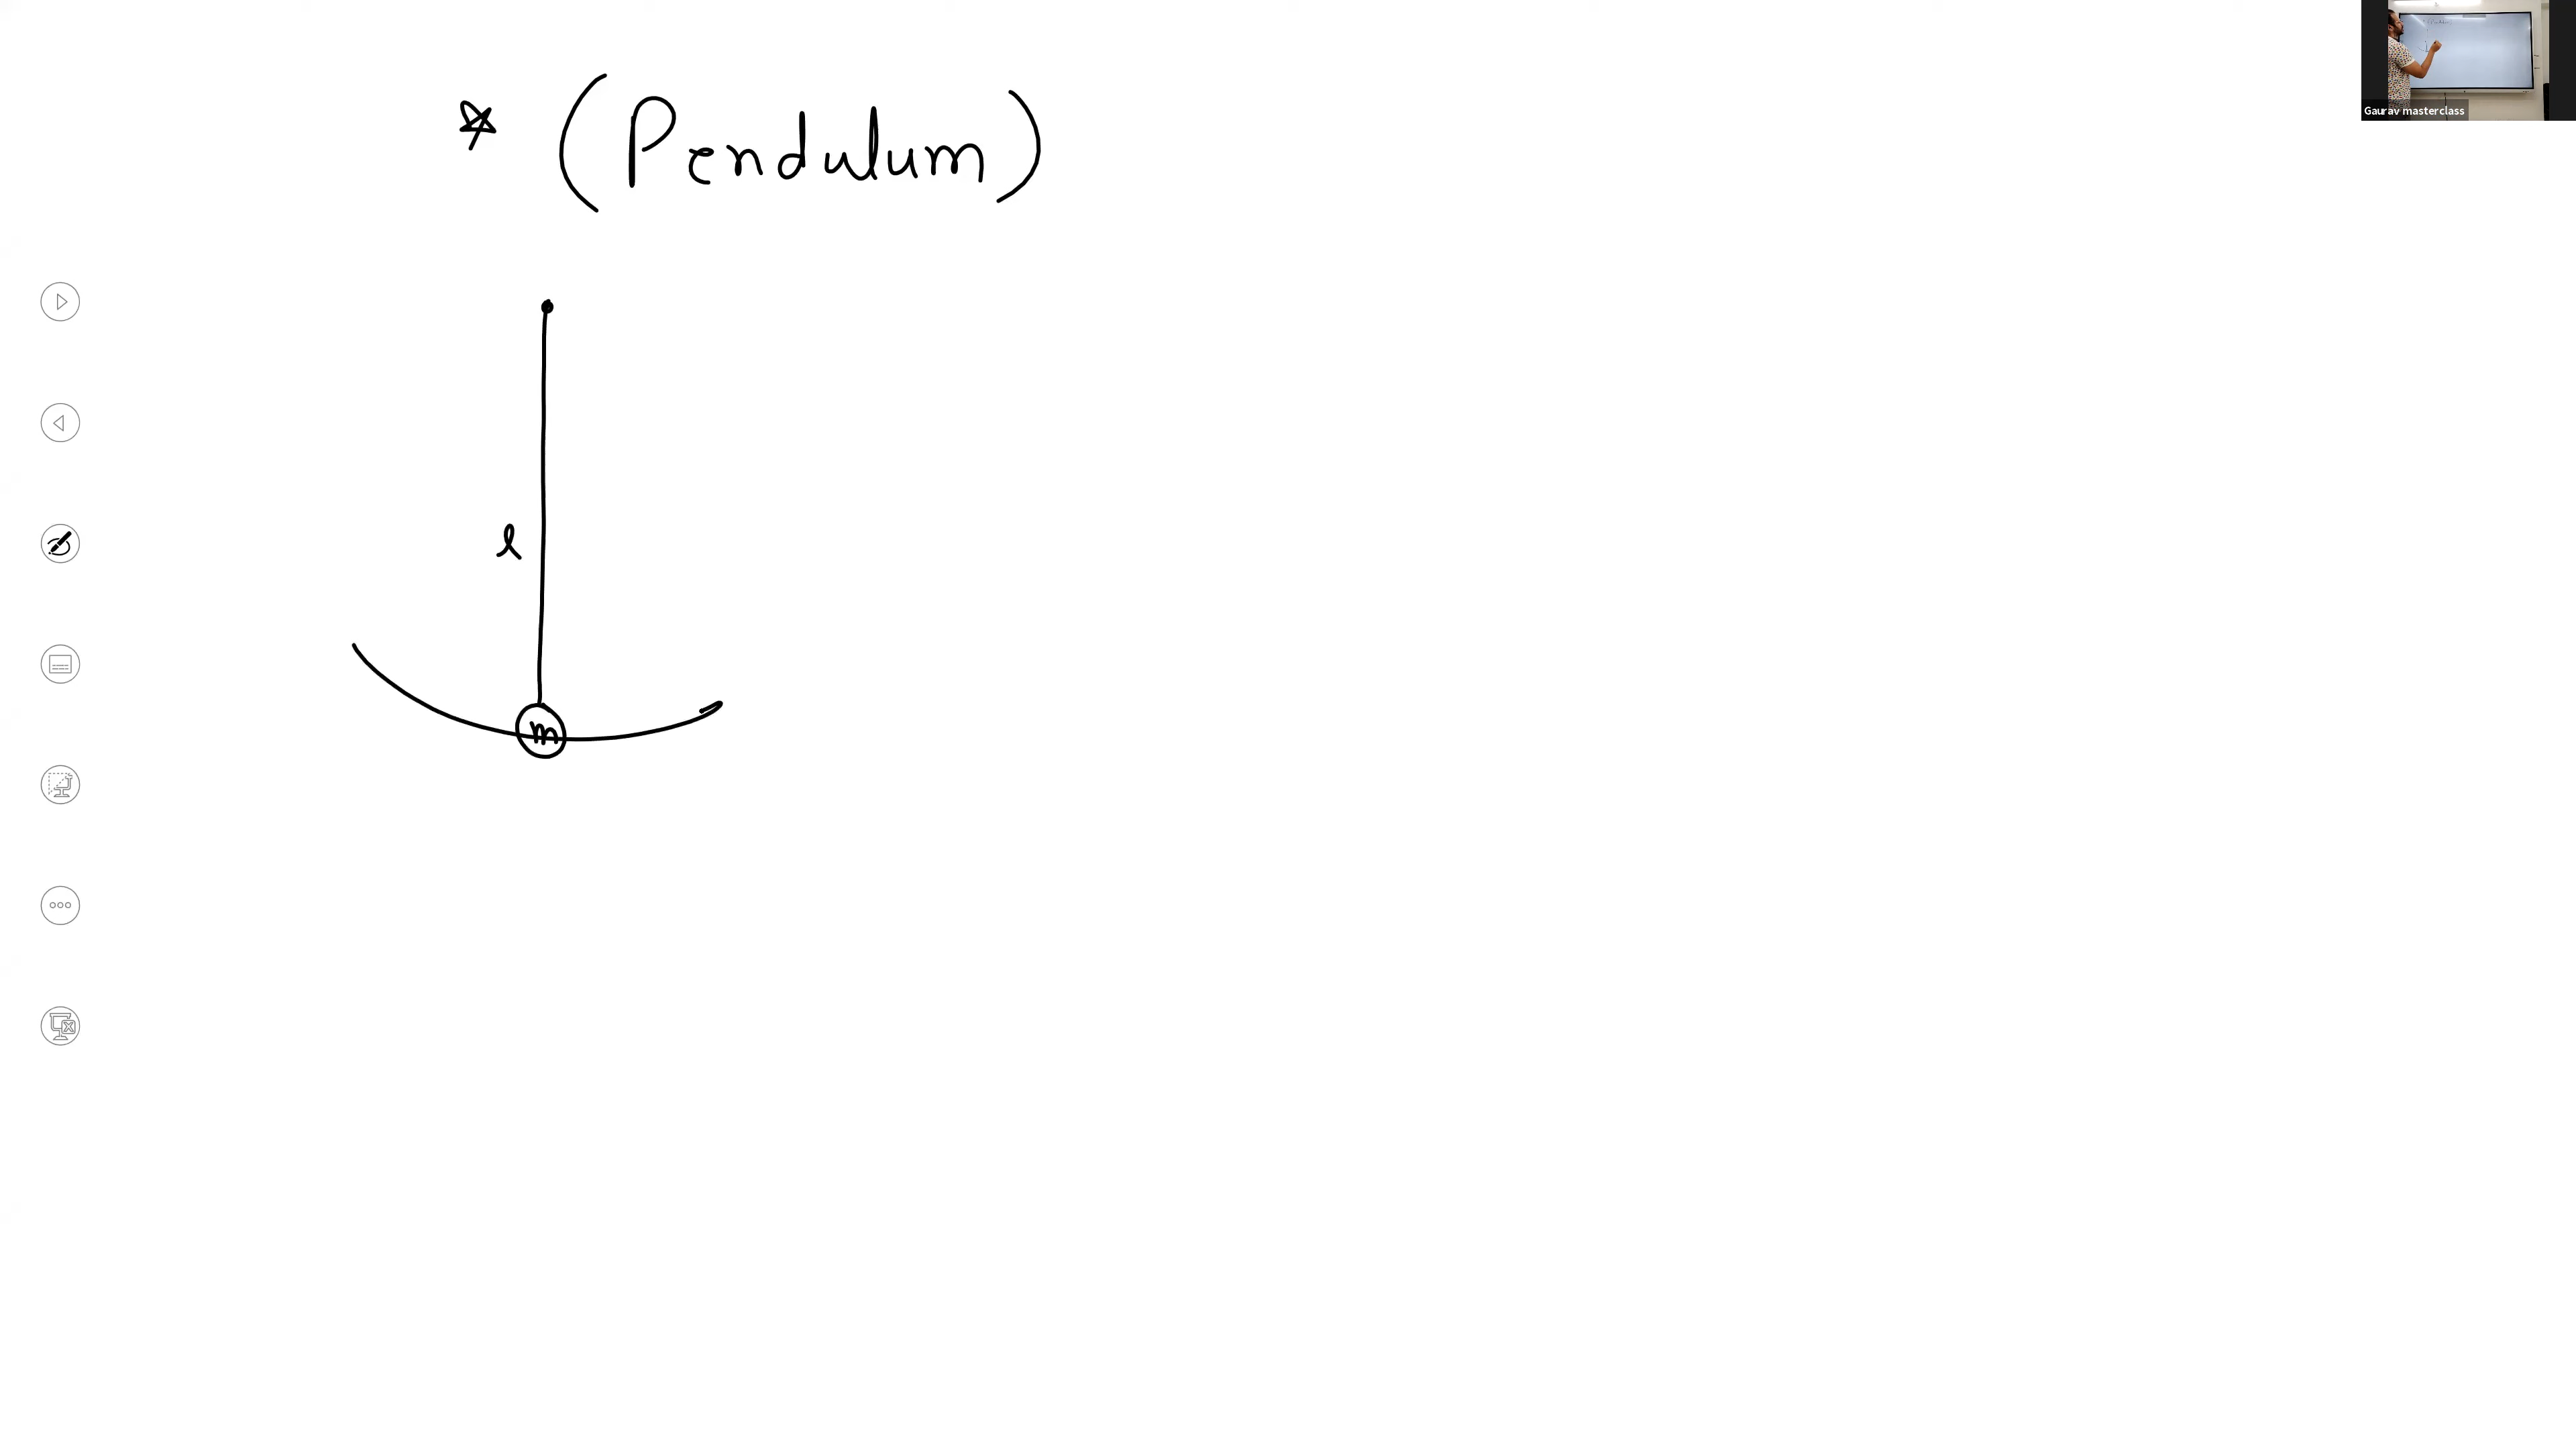 ☆ (Pendulum)
l
m
Gaurav masterclass